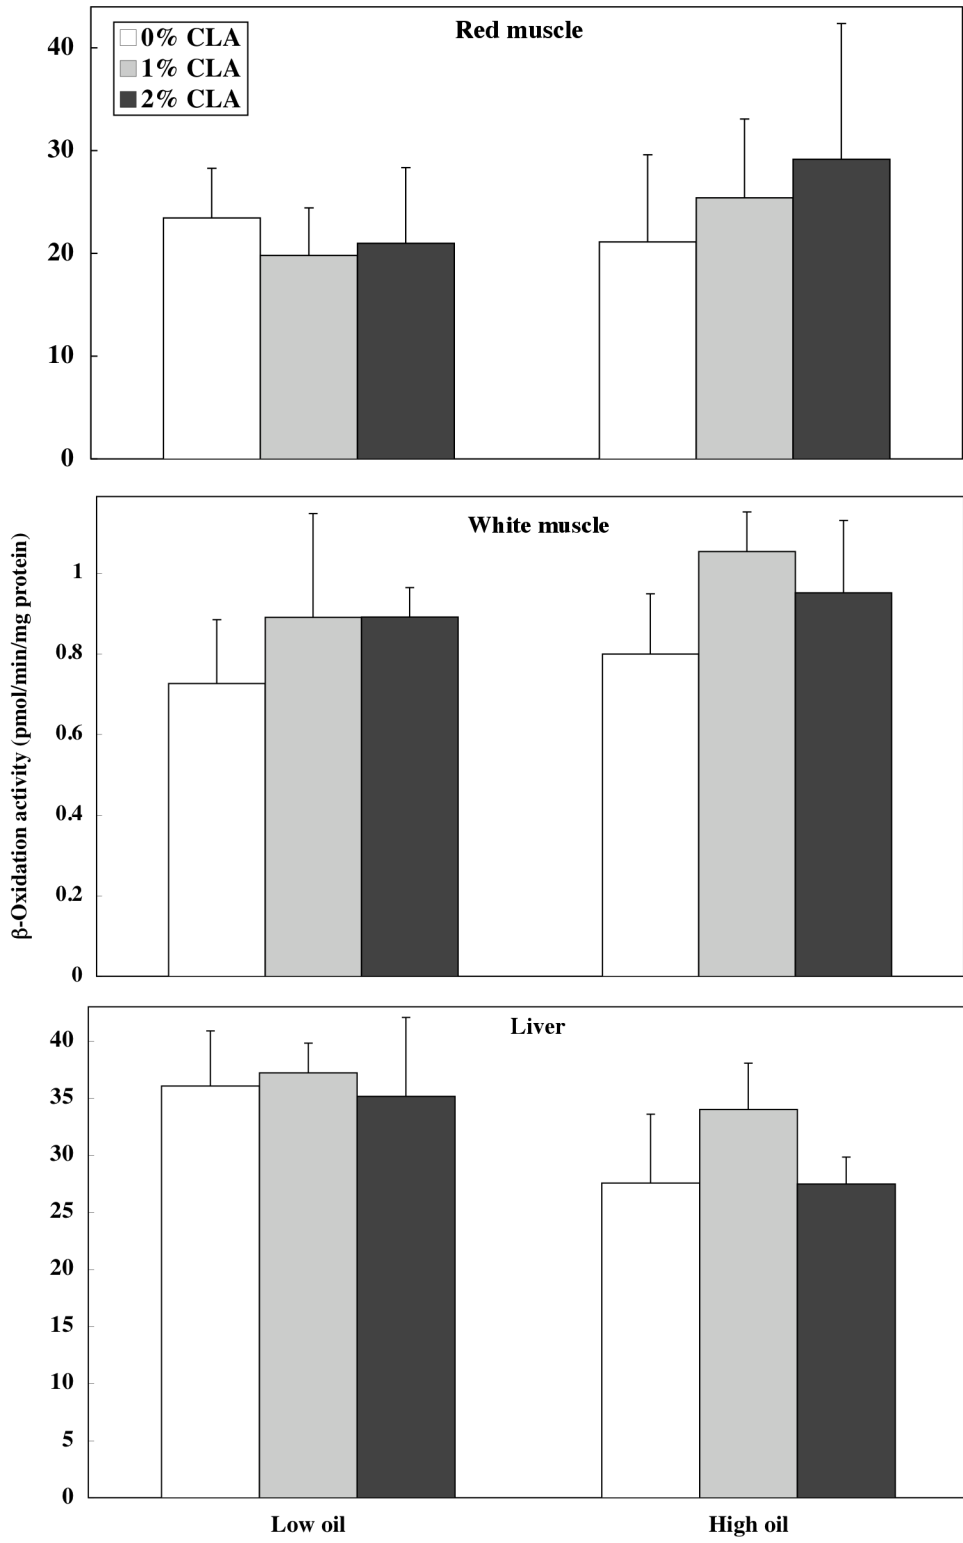 Red muscle
0% CLA
1% CLA
2% CLA
40
30
20
10
0
White muscle
1
0.8
0.6
0.4
0.2
0
β-Oxidation activity (pmol/min/mg protein)
Liver
40
35
30
25
20
15
10
5
0
Low oil High oil